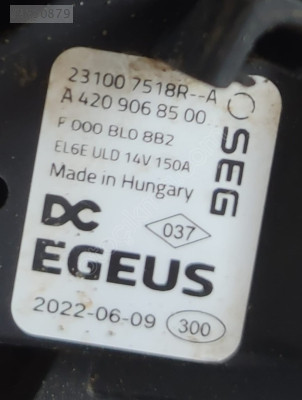 23100 7518R--A
A 420 906 85 00
F 000 BL0 8B2
EL6E ULD 14V 150A
Made in Hungary
SEG
DC
037
EGEUS
2022-06-09
300